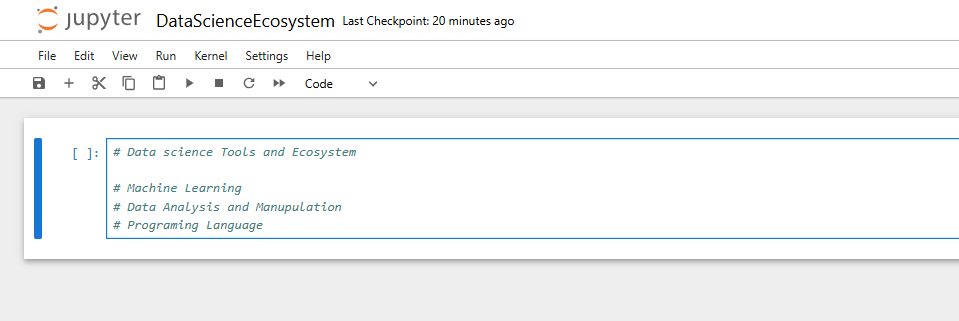 jupyter DataScienceEcosystem Last Checkpoint: 20 minutes ago
File Edit View Run Kernel Settings Help
Code
[ ]: # Data science Tools and Ecosystem
# Machine Learning
# Data Analysis and Manupulation
# Programing Language